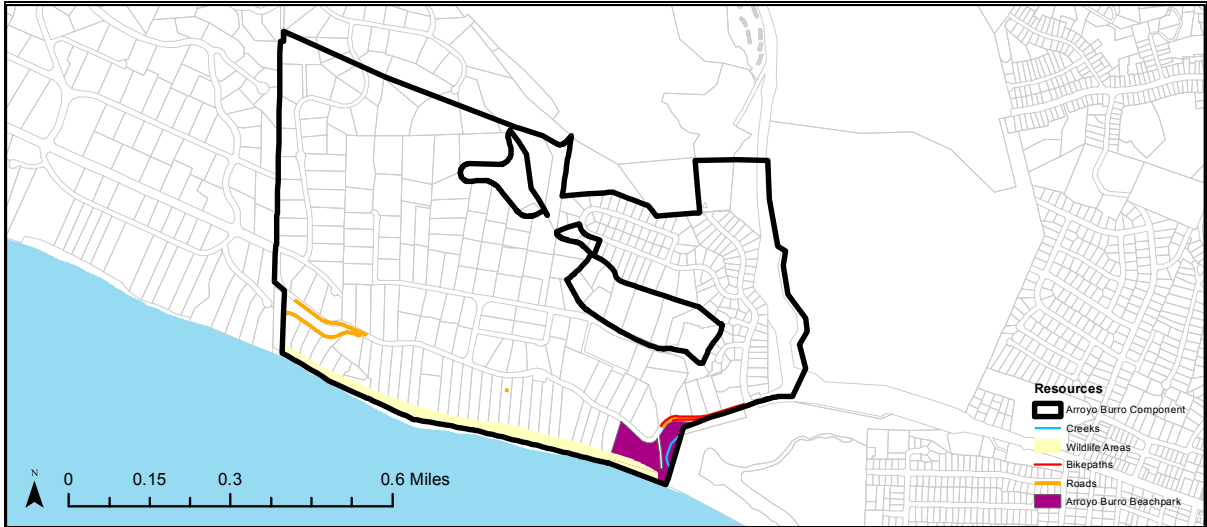 Resources
Arroyo Burro Component
Creeks
Wildlife Areas
Bikepaths
Roads
Arroyo Burro Beachpark
N
0 0.15 0.3 0.6 Miles